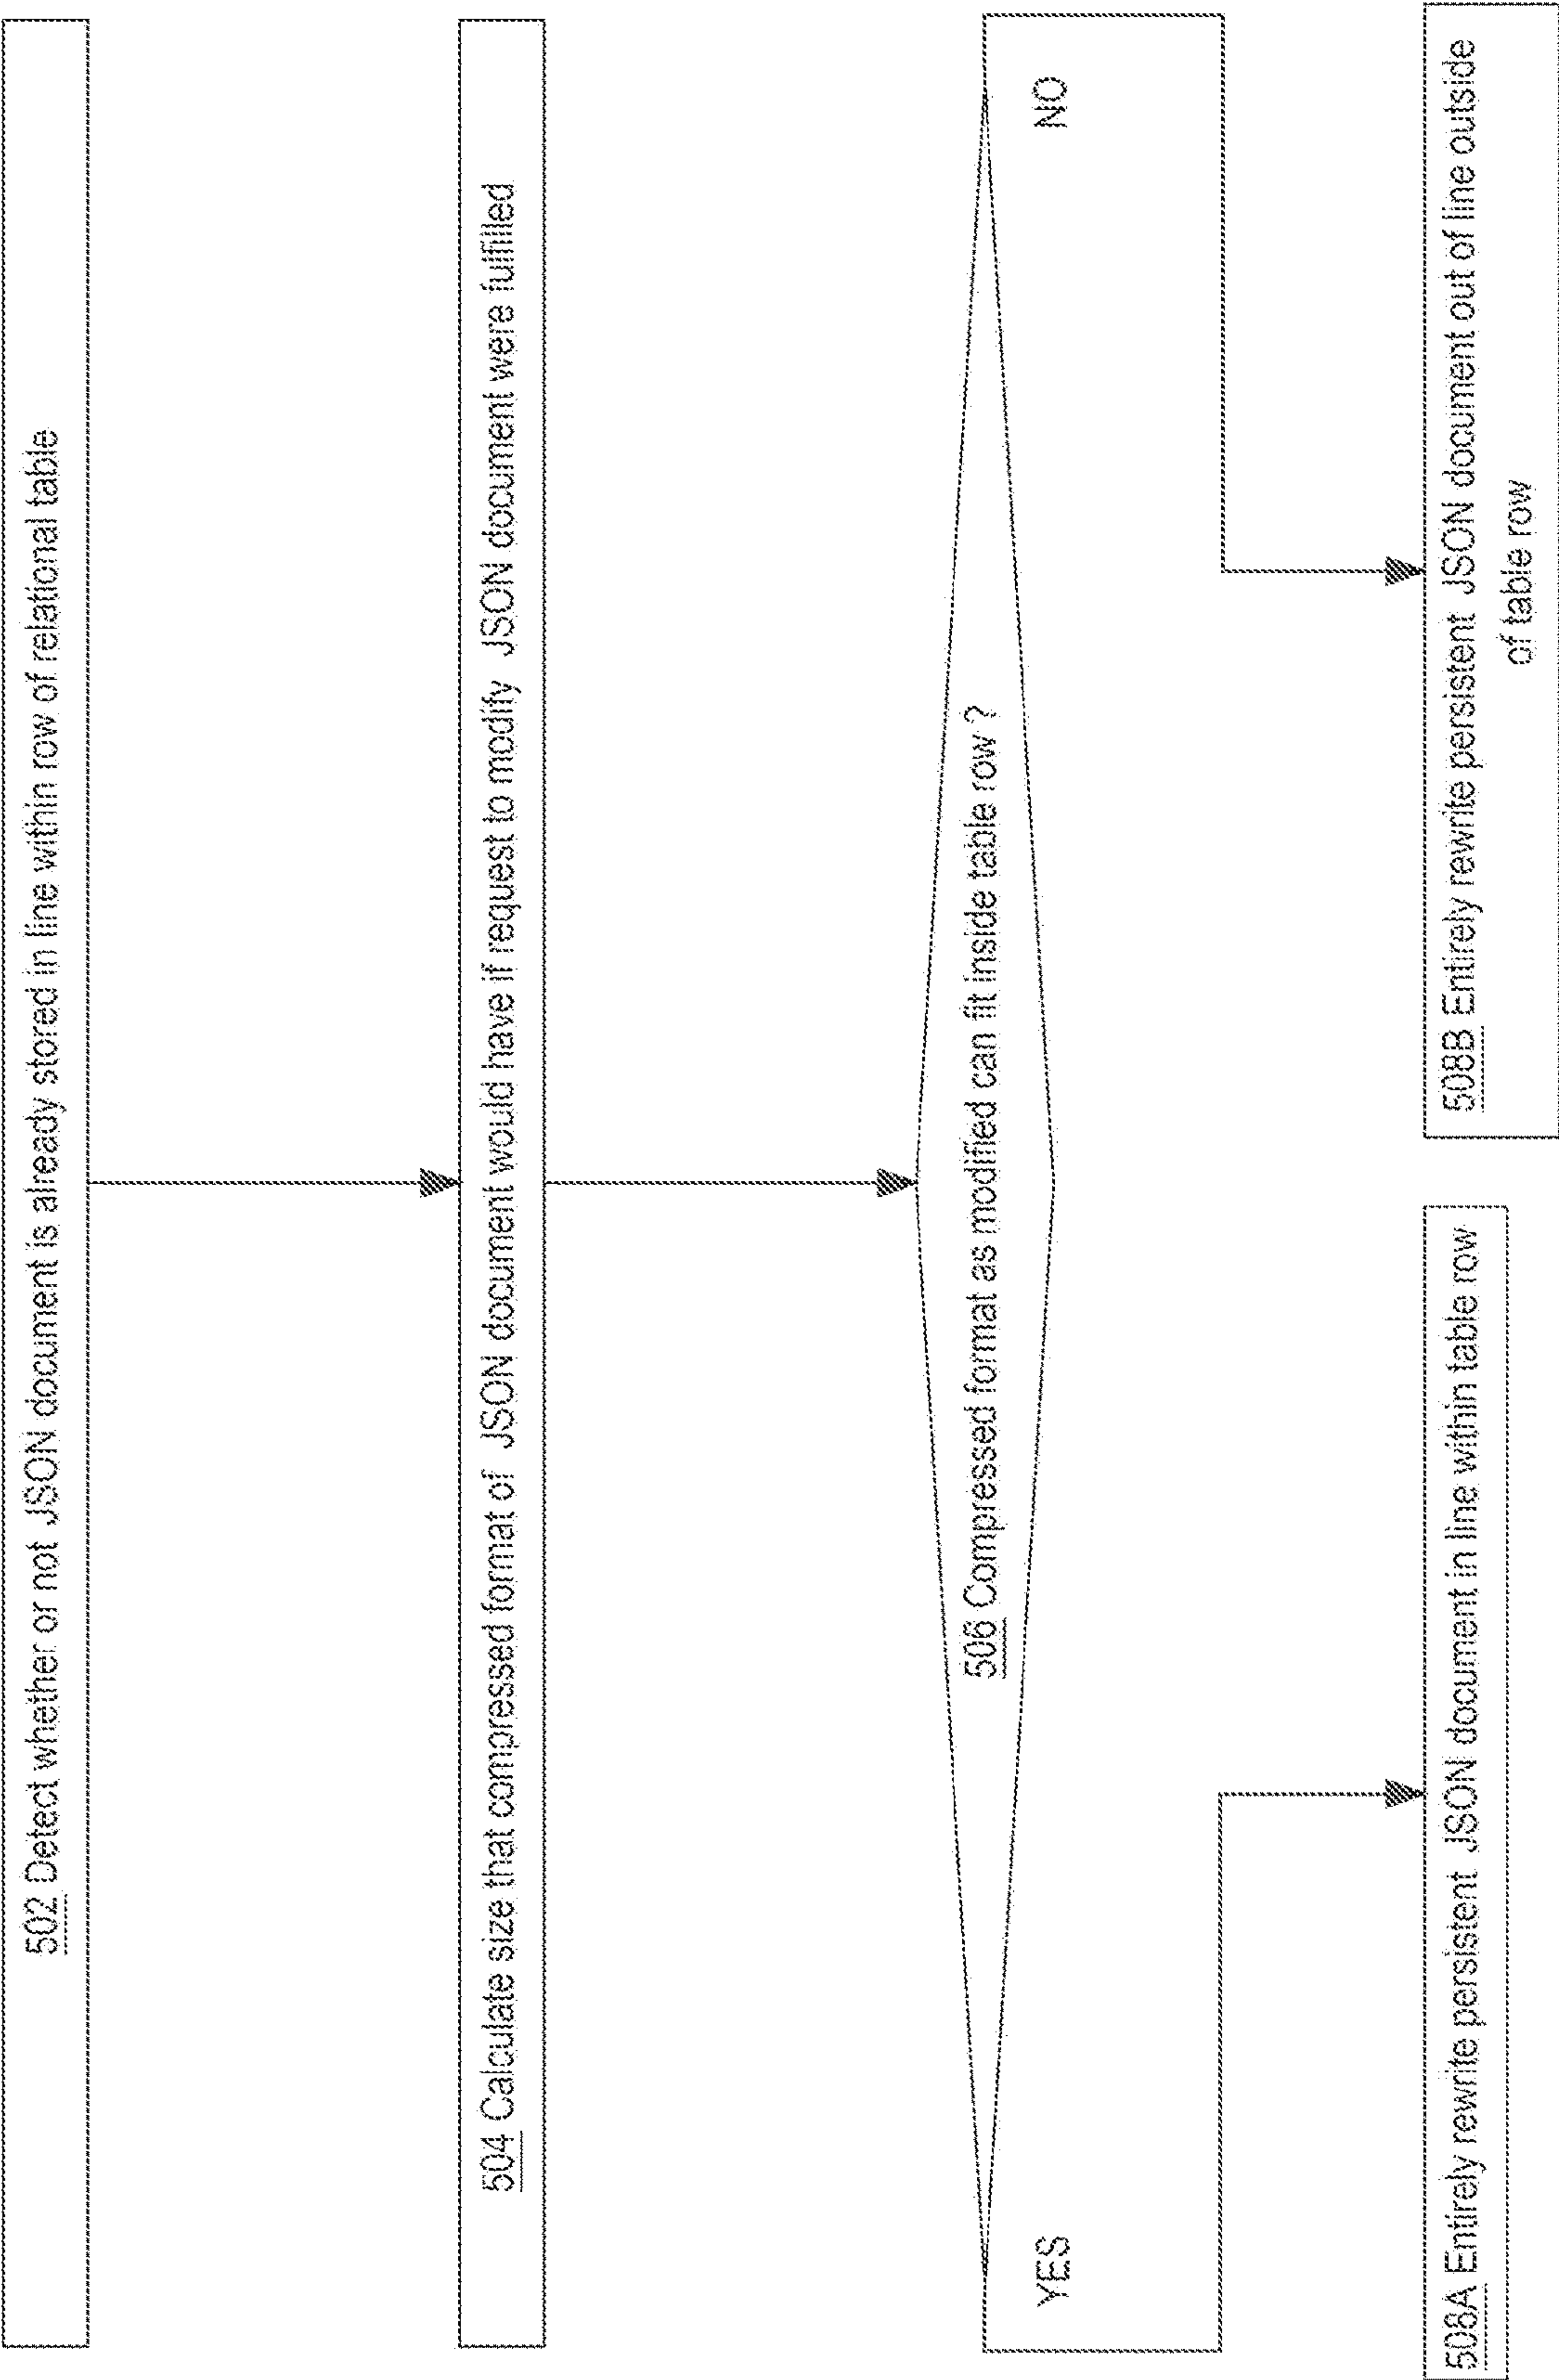 502 Detect whether or not JSON document is already stored in line within row of relational table
504 Calculate size that compressed format of JSON document would have if request to modify JSON document were fulfilled
506 Compressed format as modified can fit inside table row ?
YES
NO
508A Entirely rewrite persistent JSON document in line within table row
508B Entirely rewrite persistent JSON document out of line outside
of table row